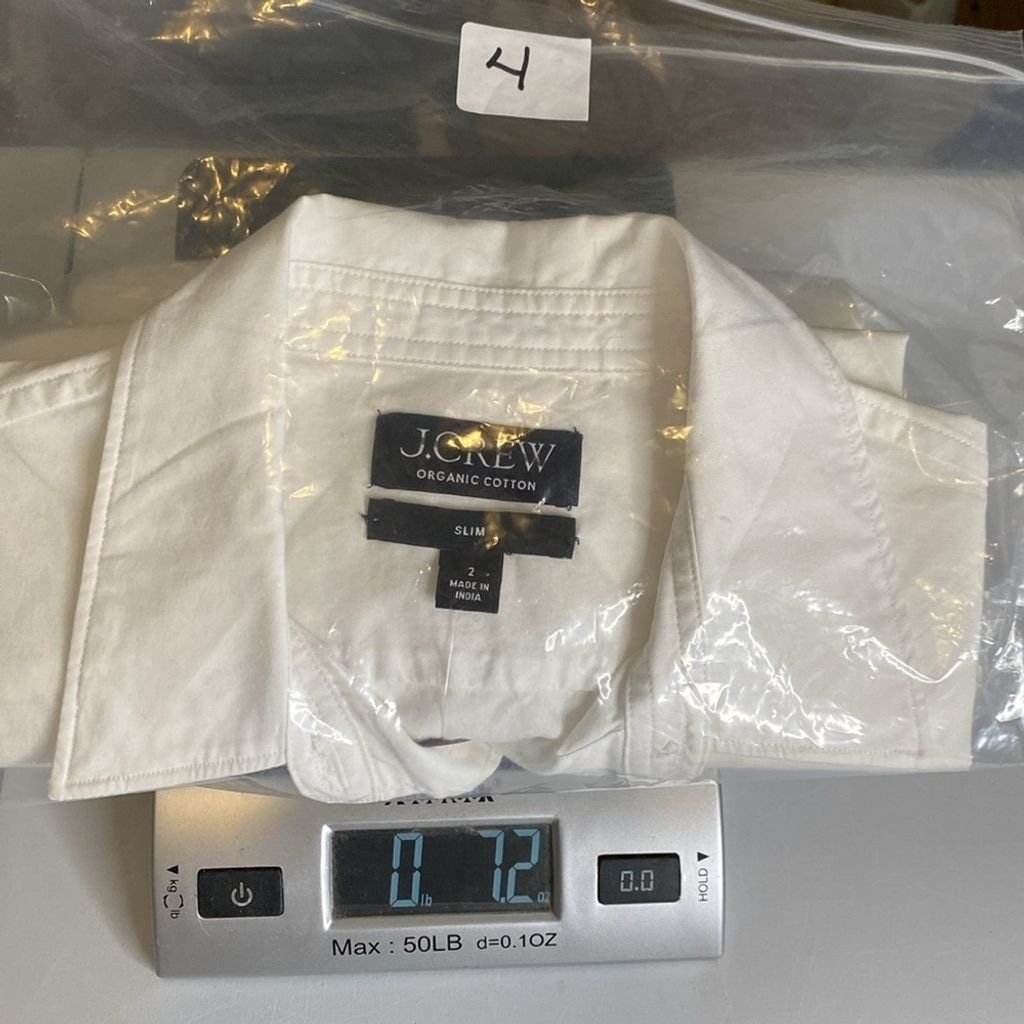 4
J.CREW
ORGANIC COTTON
SLIM
2
MADE IN
INDIA
0 lb 7.2 oz
0.0
kg lb
HOLD
Max : 50LB d=0.1OZ